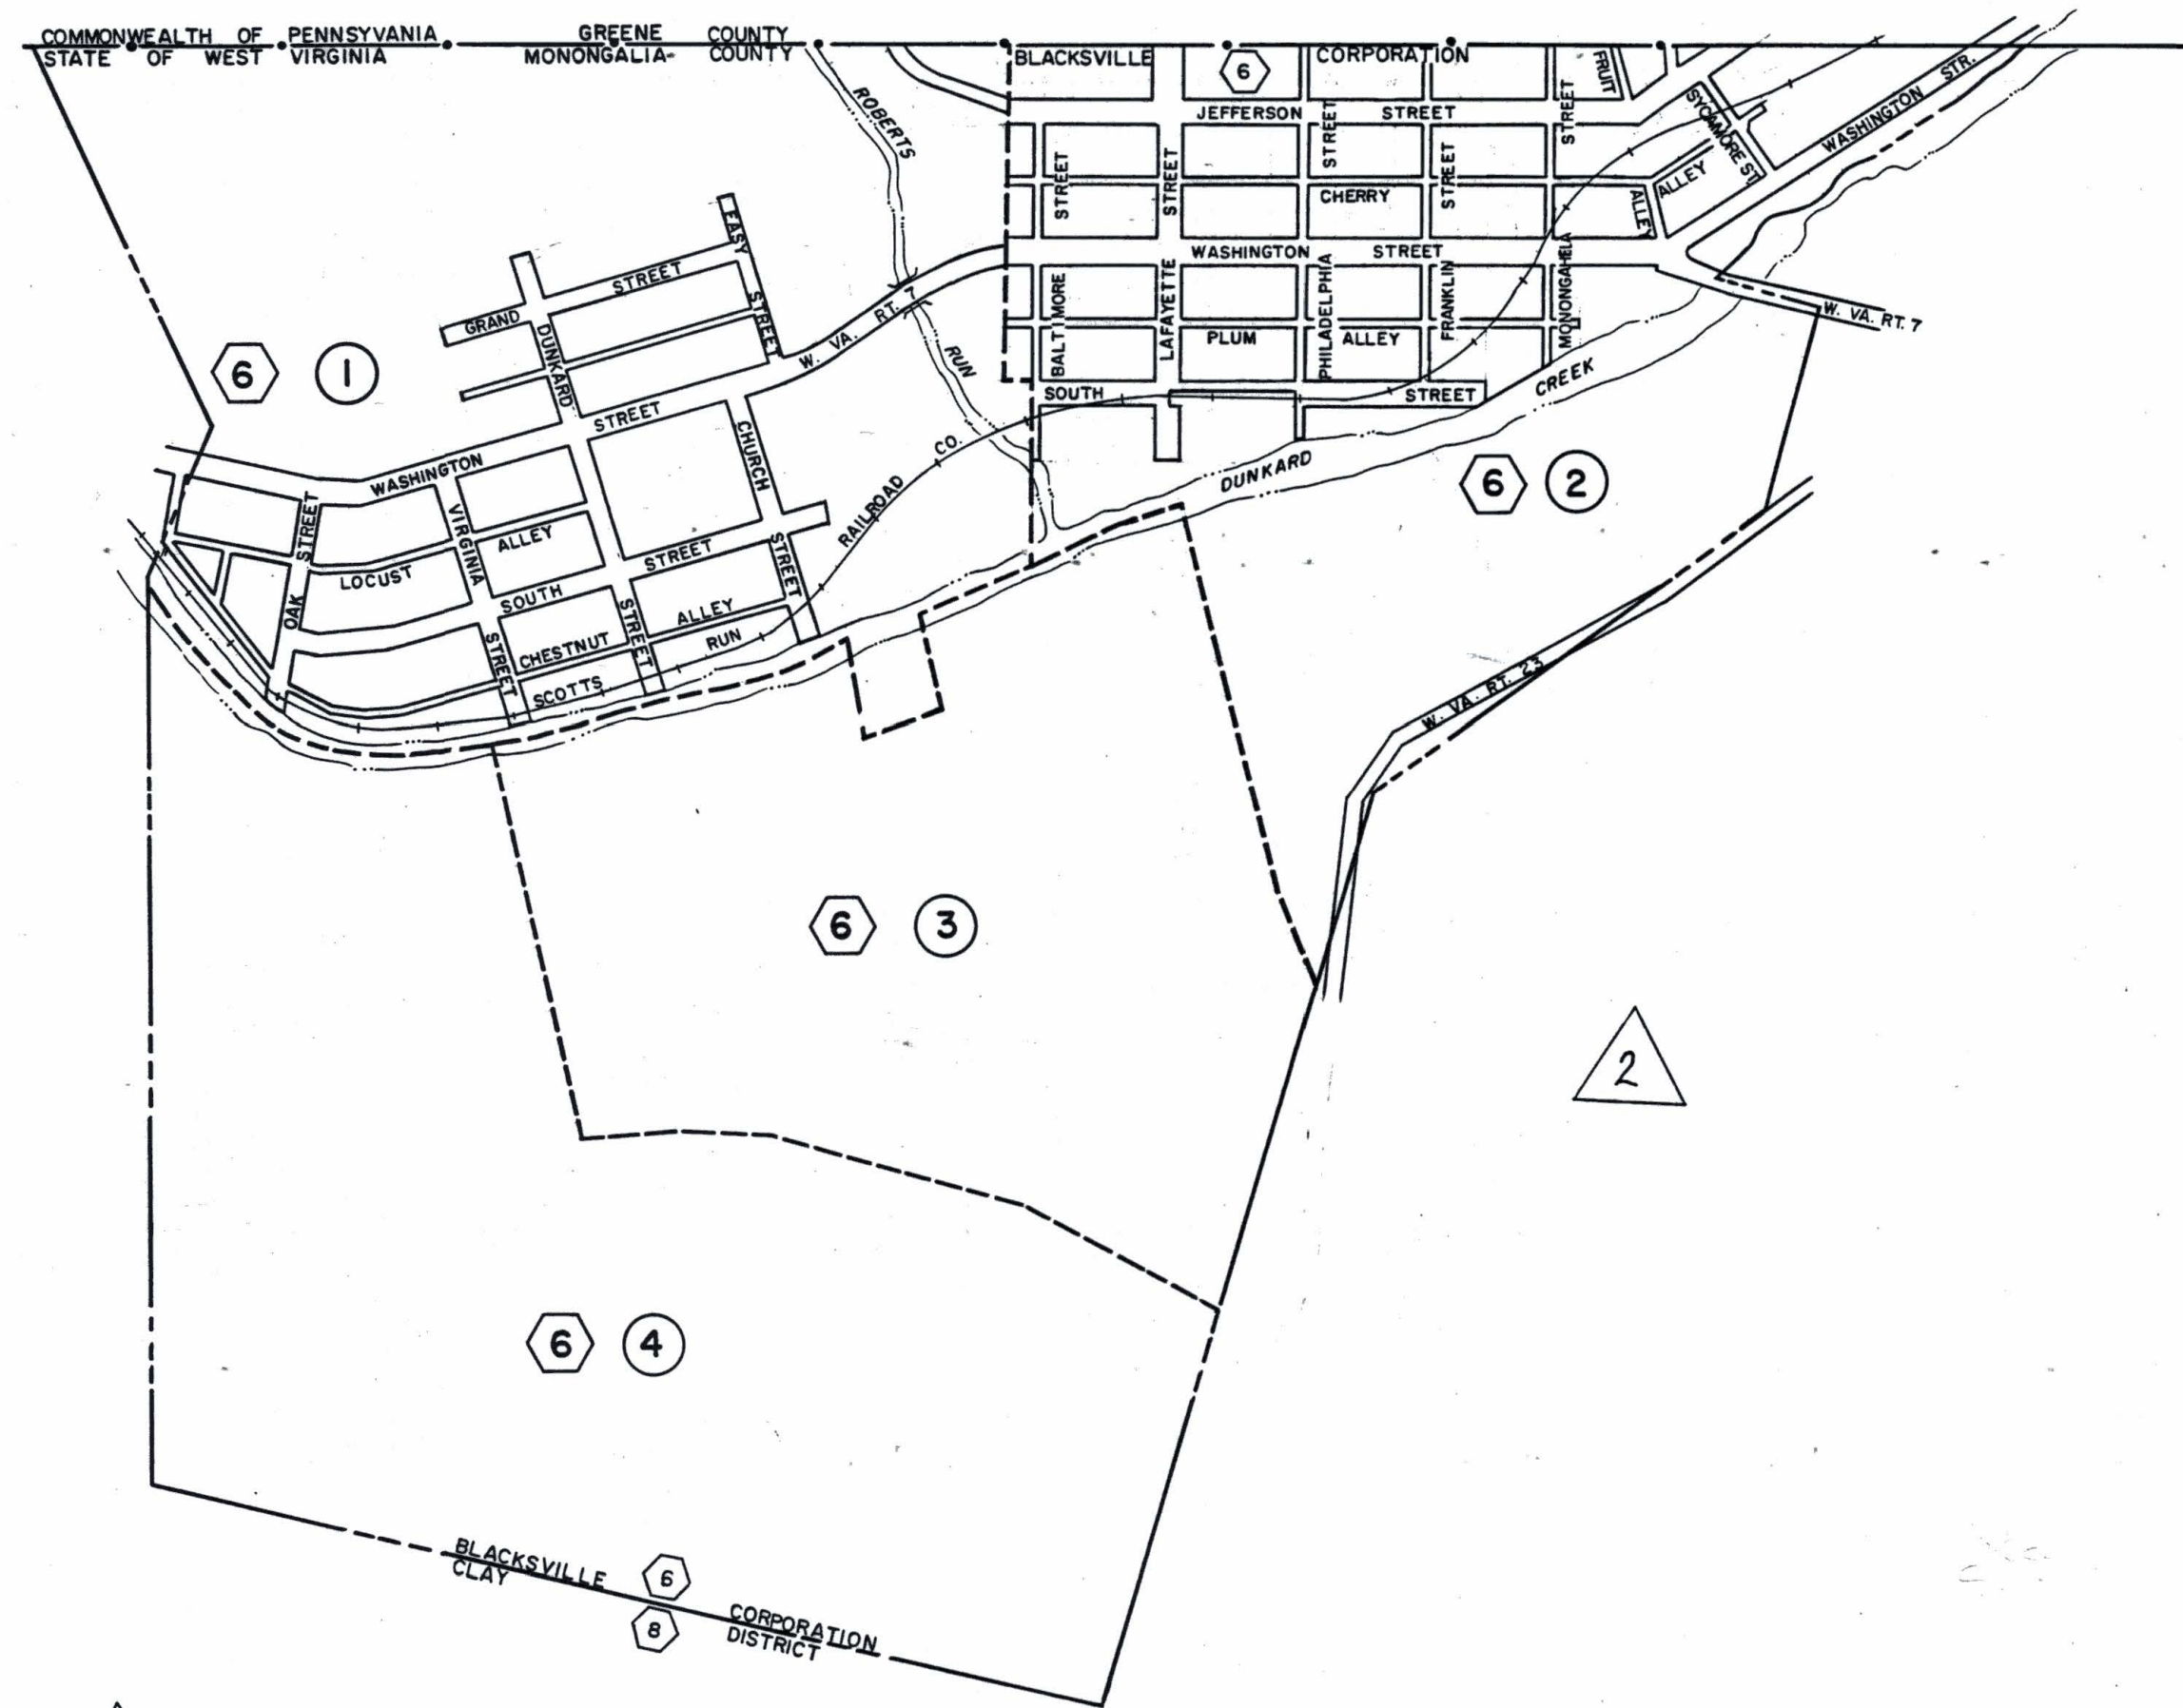 COMMONWEALTH OF PENNSYVANIA GREENE COUNTY
STATE OF WEST VIRGINIA MONONGALIA COUNTY
BLACKSVILLE 6 CORPORATION
FRUIT
STREET
JEFFERSON STREET
SYCAMORE ST.
WASHINGTON STR.
ROBERTS
RUN
STREET
STREET
STREET
STREET
CHERRY
ALLEY
ALLEY
WASHINGTON STREET
BALTIMORE
LAFAYETTE
PHILADELPHIA
FRANKLIN
MONONGAHELA
PLUM ALLEY
SOUTH STREET
W. VA. RT. 7
W. VA. RT. 7
EASY
STREET
GRAND STREET
DUNKARD
6 1
WASHINGTON STREET
CHURCH
STREET
OAK
STREET
VIRGINIA
STREET
LOCUST ALLEY
SOUTH STREET
STREET
CHESTNUT ALLEY
SCOTTS RUN RAILROAD CO.
DUNKARD CREEK
6 2
W. VA. RT. 23
6 3
2
6 4
BLACKSVILLE 6 CORPORATION
CLAY 8 DISTRICT